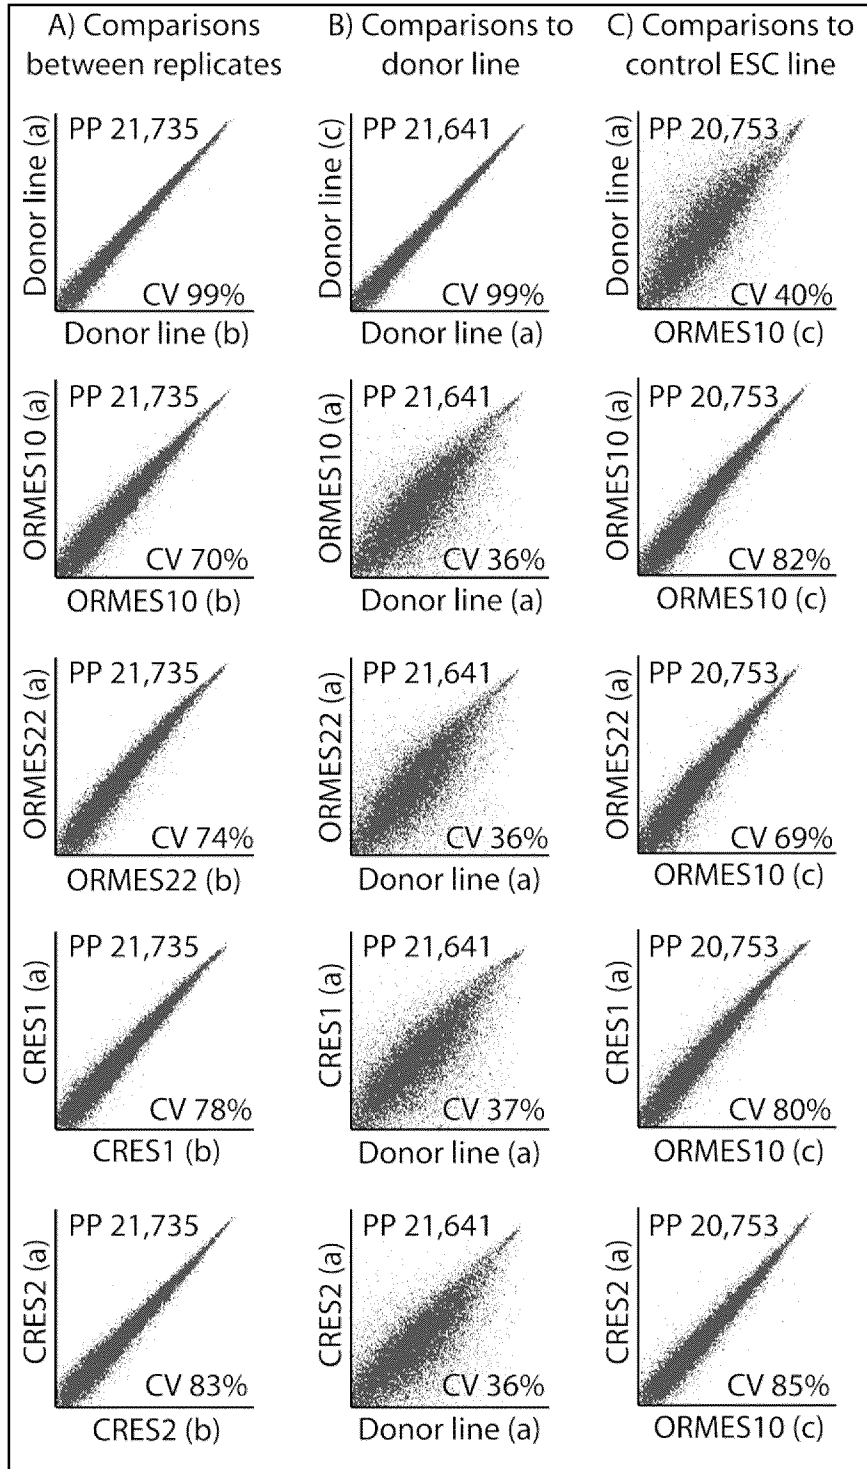 A) Comparisons
between replicates
B) Comparisons to
donor line
C) Comparisons to
control ESC line
Donor line (a)
PP 21,735
CV 99%
Donor line (b)
Donor line (c)
PP 21,641
CV 99%
Donor line (a)
Donor line (a)
PP 20,753
CV 40%
ORMES10 (c)
ORMES10 (a)
PP 21,735
CV 70%
ORMES10 (b)
ORMES10 (a)
PP 21,641
CV 36%
Donor line (a)
ORMES10 (a)
PP 20,753
CV 82%
ORMES10 (c)
ORMES22 (a)
PP 21,735
CV 74%
ORMES22 (b)
ORMES22 (a)
PP 21,641
CV 36%
Donor line (a)
ORMES22 (a)
PP 20,753
CV 69%
ORMES10 (c)
CRES1 (a)
PP 21,735
CV 78%
CRES1 (b)
CRES1 (a)
PP 21,641
CV 37%
Donor line (a)
CRES1 (a)
PP 20,753
CV 80%
ORMES10 (c)
CRES2 (a)
PP 21,735
CV 83%
CRES2 (b)
CRES2 (a)
PP 21,641
CV 36%
Donor line (a)
CRES2 (a)
PP 20,753
CV 85%
ORMES10 (c)